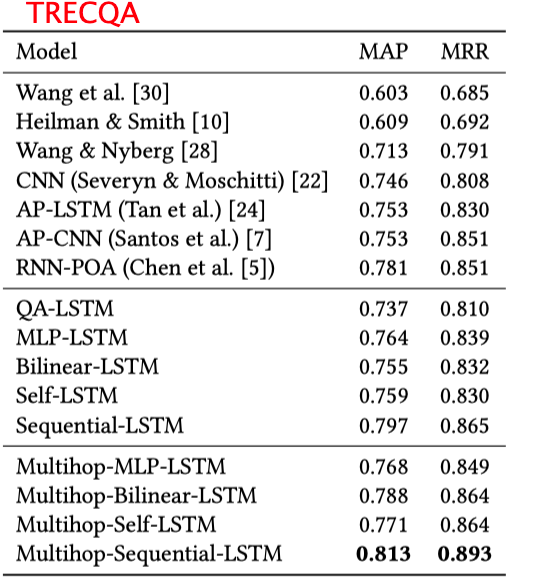 TRECQA
Model MAP MRR
Wang et al. [30] 0.603 0.685
Heilman & Smith [10] 0.609 0.692
Wang & Nyberg [28] 0.713 0.791
CNN (Severyn & Moschitti) [22] 0.746 0.808
AP-LSTM (Tan et al.) [24] 0.753 0.830
AP-CNN (Santos et al.) [7] 0.753 0.851
RNN-POA (Chen et al. [5]) 0.781 0.851
QA-LSTM 0.737 0.810
MLP-LSTM 0.764 0.839
Bilinear-LSTM 0.755 0.832
Self-LSTM 0.759 0.830
Sequential-LSTM 0.797 0.865
Multihop-MLP-LSTM 0.768 0.849
Multihop-Bilinear-LSTM 0.788 0.864
Multihop-Self-LSTM 0.771 0.864
Multihop-Sequential-LSTM 0.813 0.893